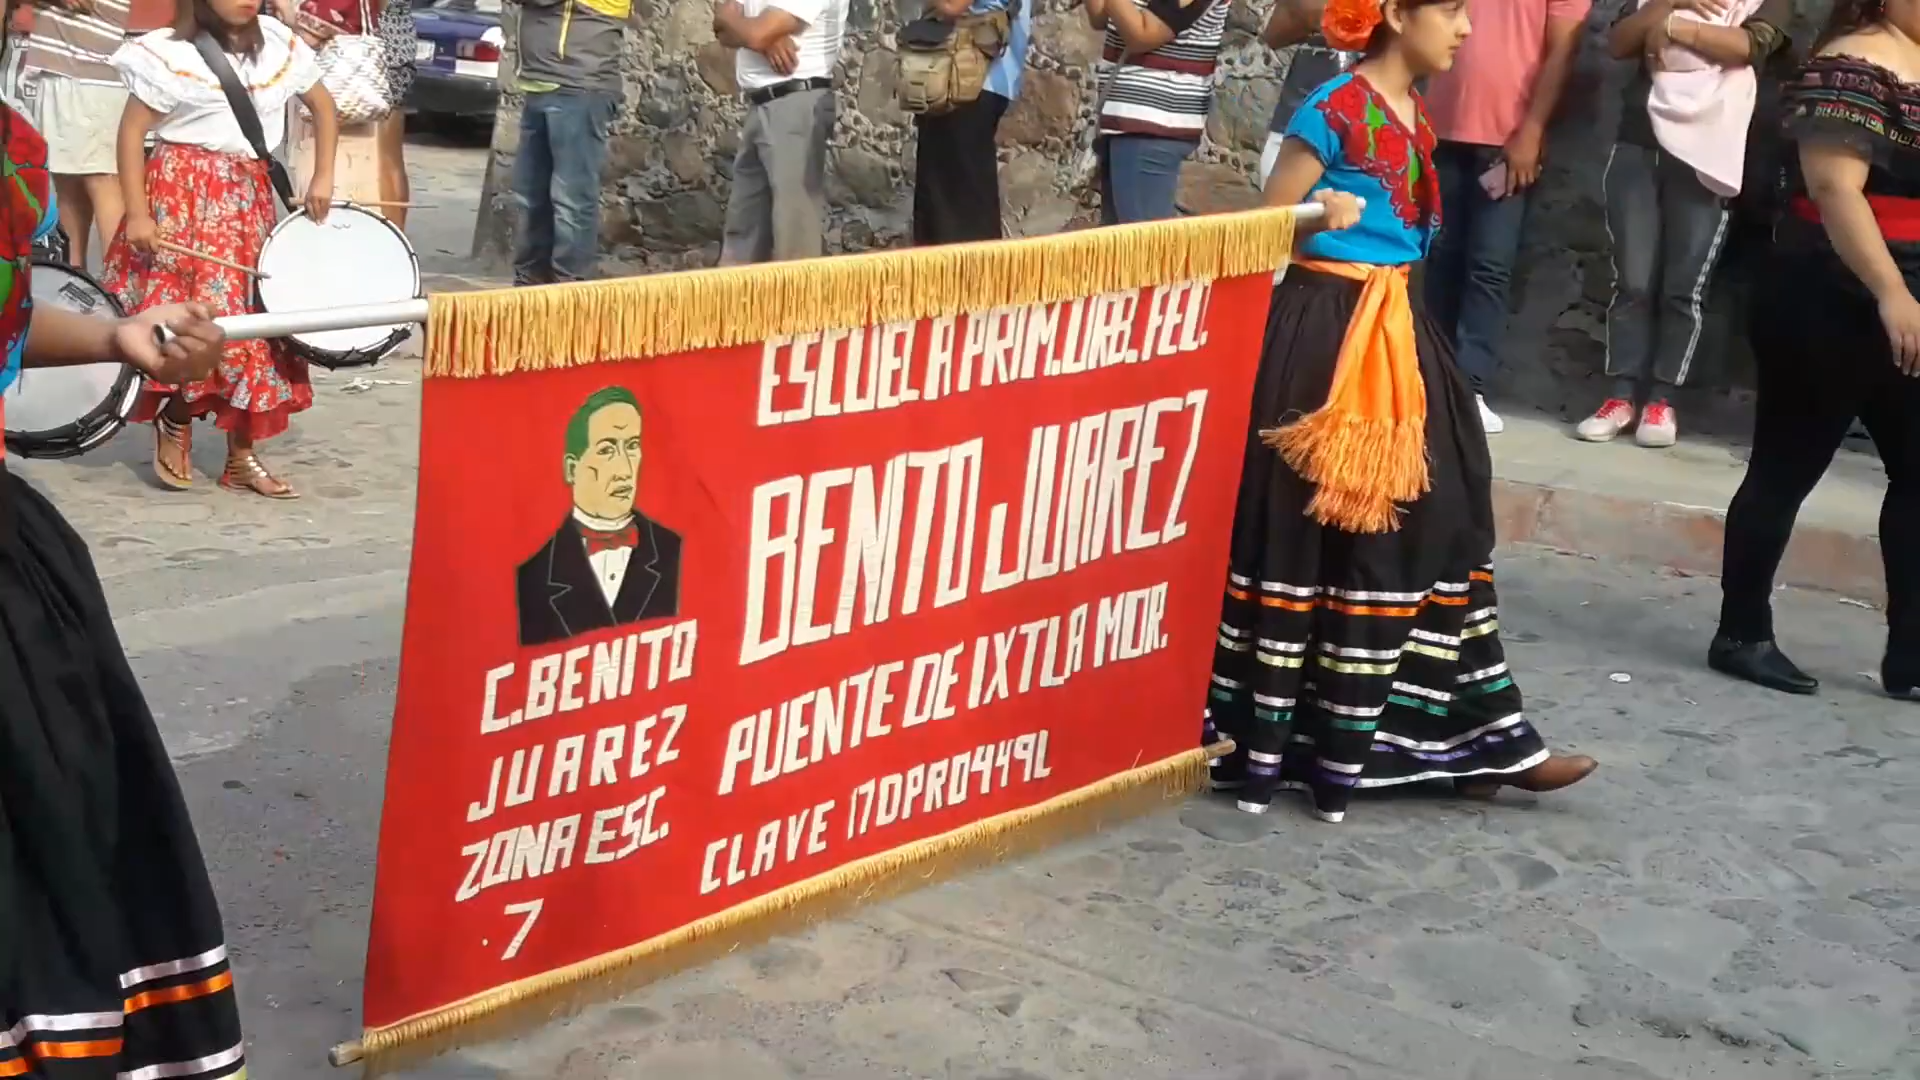 ESCUELA PRIM.URB.FED.
BENITO JUAREZ
PUENTE DE IXTLA MOR.
CLAVE 17DPR0449L
C.BENITO
JUAREZ
ZONA ESC.
7